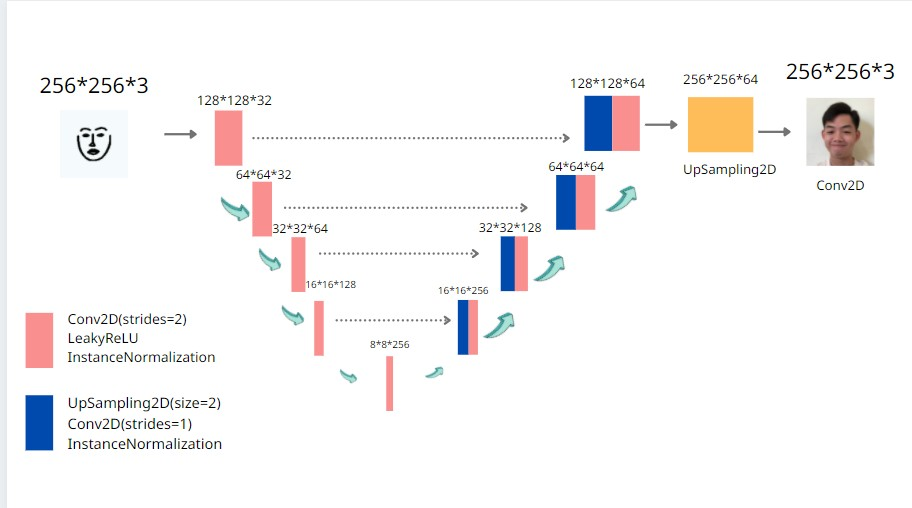 256*256*3
128*128*32
64*64*32
32*32*64
16*16*128
8*8*256
16*16*256
32*32*128
64*64*64
128*128*64
256*256*64
UpSampling2D
256*256*3
Conv2D
Conv2D(strides=2)
LeakyReLU
InstanceNormalization
UpSampling2D(size=2)
Conv2D(strides=1)
InstanceNormalization